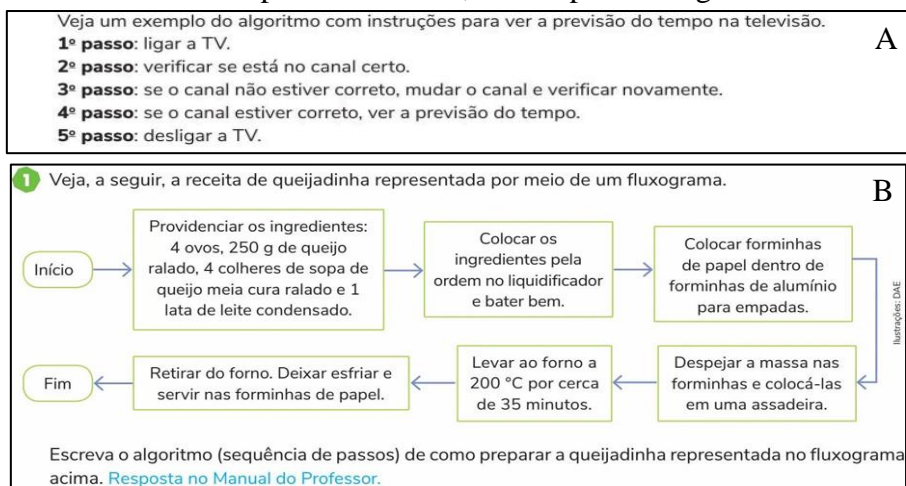 Veja um exemplo do algoritmo com instruções para ver a previsão do tempo na televisão.
A
1º passo: ligar a TV.
2º passo: verificar se está no canal certo.
3º passo: se o canal não estiver correto, mudar o canal e verificar novamente.
4º passo: se o canal estiver correto, ver a previsão do tempo.
5º passo: desligar a TV.
B
1 Veja, a seguir, a receita de queijadinha representada por meio de um fluxograma.
Início
Providenciar os ingredientes:
4 ovos, 250 g de queijo
ralado, 4 colheres de sopa de
queijo meia cura ralado e 1
lata de leite condensado.
Colocar os
ingredientes pela
ordem no liquidificador
e bater bem.
Colocar forminhas
de papel dentro de
forminhas de alumínio
para empadas.
Despejar a massa nas
forminhas e colocá-las
em uma assadeira.
Levar ao forno a
200 °C por cerca
de 35 minutos.
Retirar do forno. Deixar esfriar e
servir nas forminhas de papel.
Fim
Ilustrações: DAE
Escreva o algoritmo (sequência de passos) de como preparar a queijadinha representada no fluxograma
acima. Resposta no Manual do Professor.